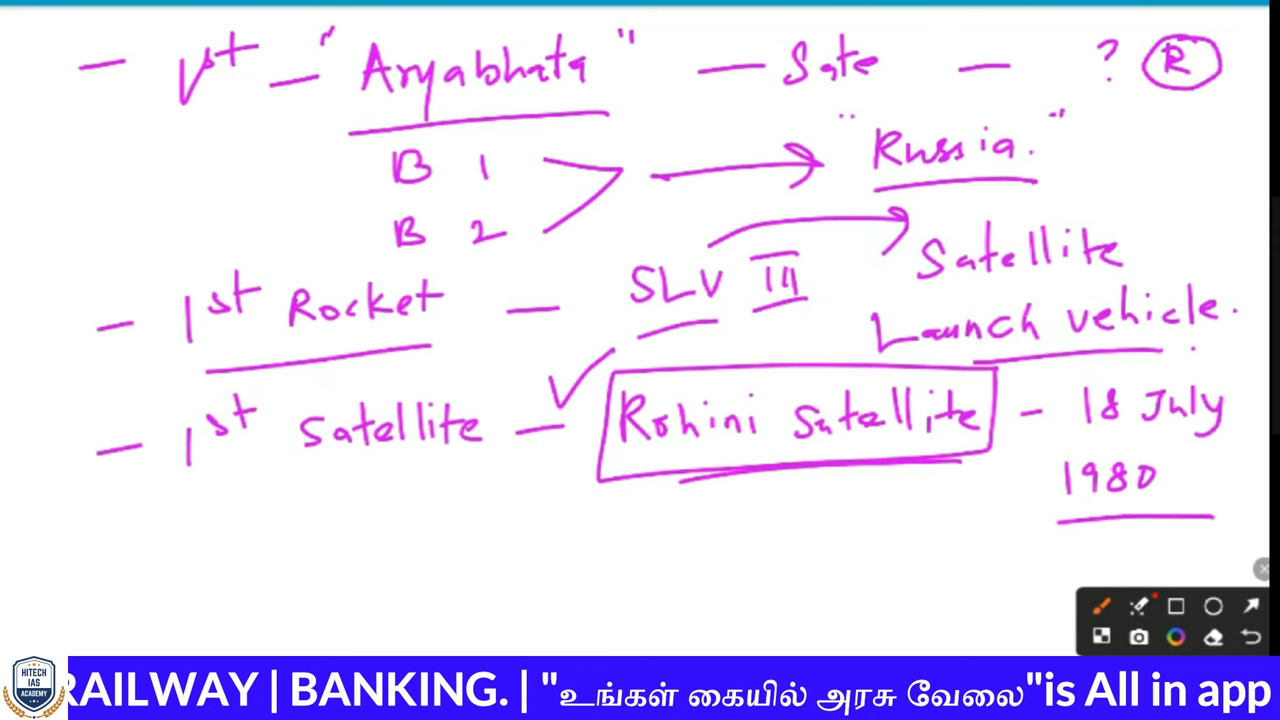 - 1st - "Aryabhata" - Sate - ? R
B 1
B 2
"Russia."
- 1st Rocket - SLV III
Satellite
Launch vehicle.
- 1st Satellite - Rohini Satellite - 18 July
1980
HITECH
IAS
ACADEMY
RAILWAY | BANKING. | "உங்கள் கையில் அரசு வேலை"is All in app